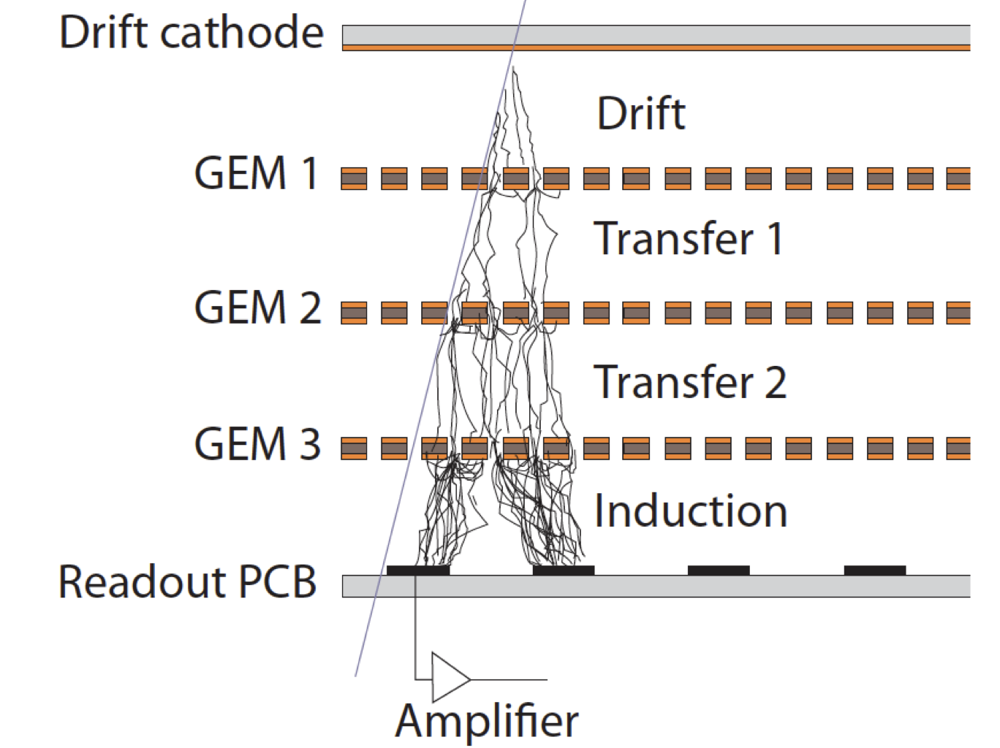 Drift cathode
Drift
GEM 1
Transfer 1
GEM 2
Transfer 2
GEM 3
Induction
Readout PCB
Amplifier